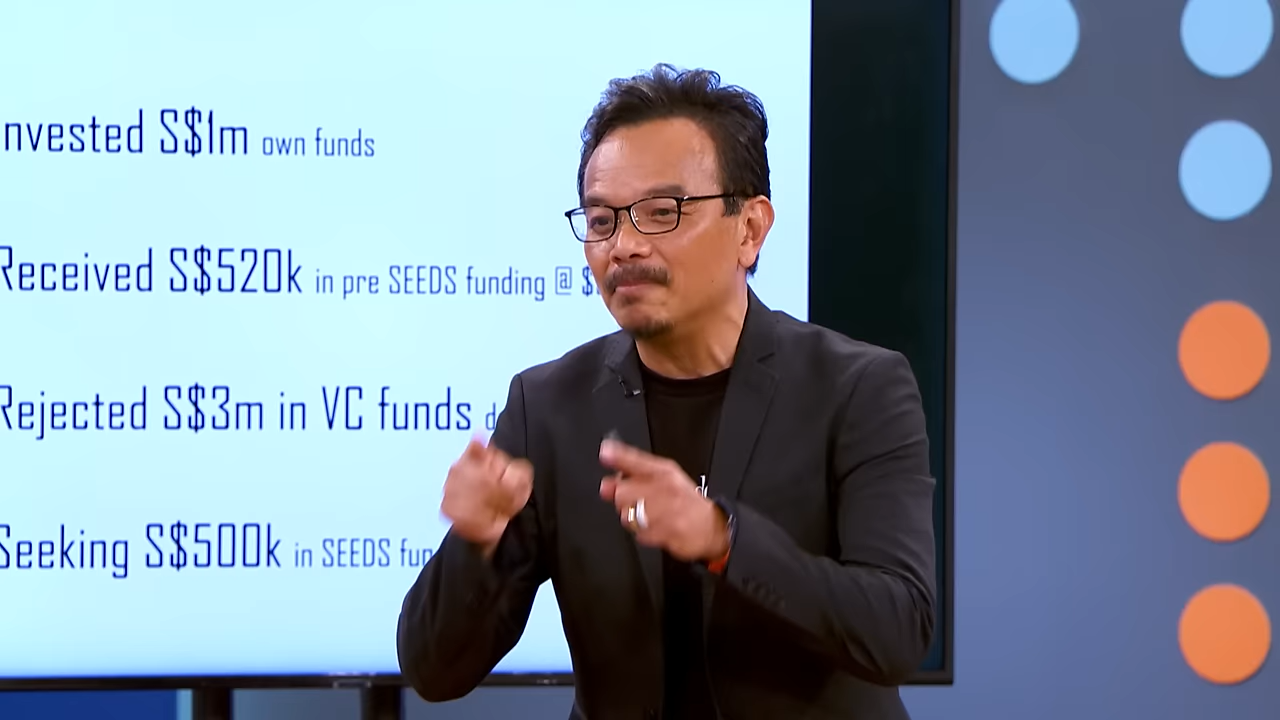 nvested S$1m own funds
Received S$520k in pre SEEDS funding @ $
Rejected S$3m in VC funds
Seeking S$500k in SEEDS fun